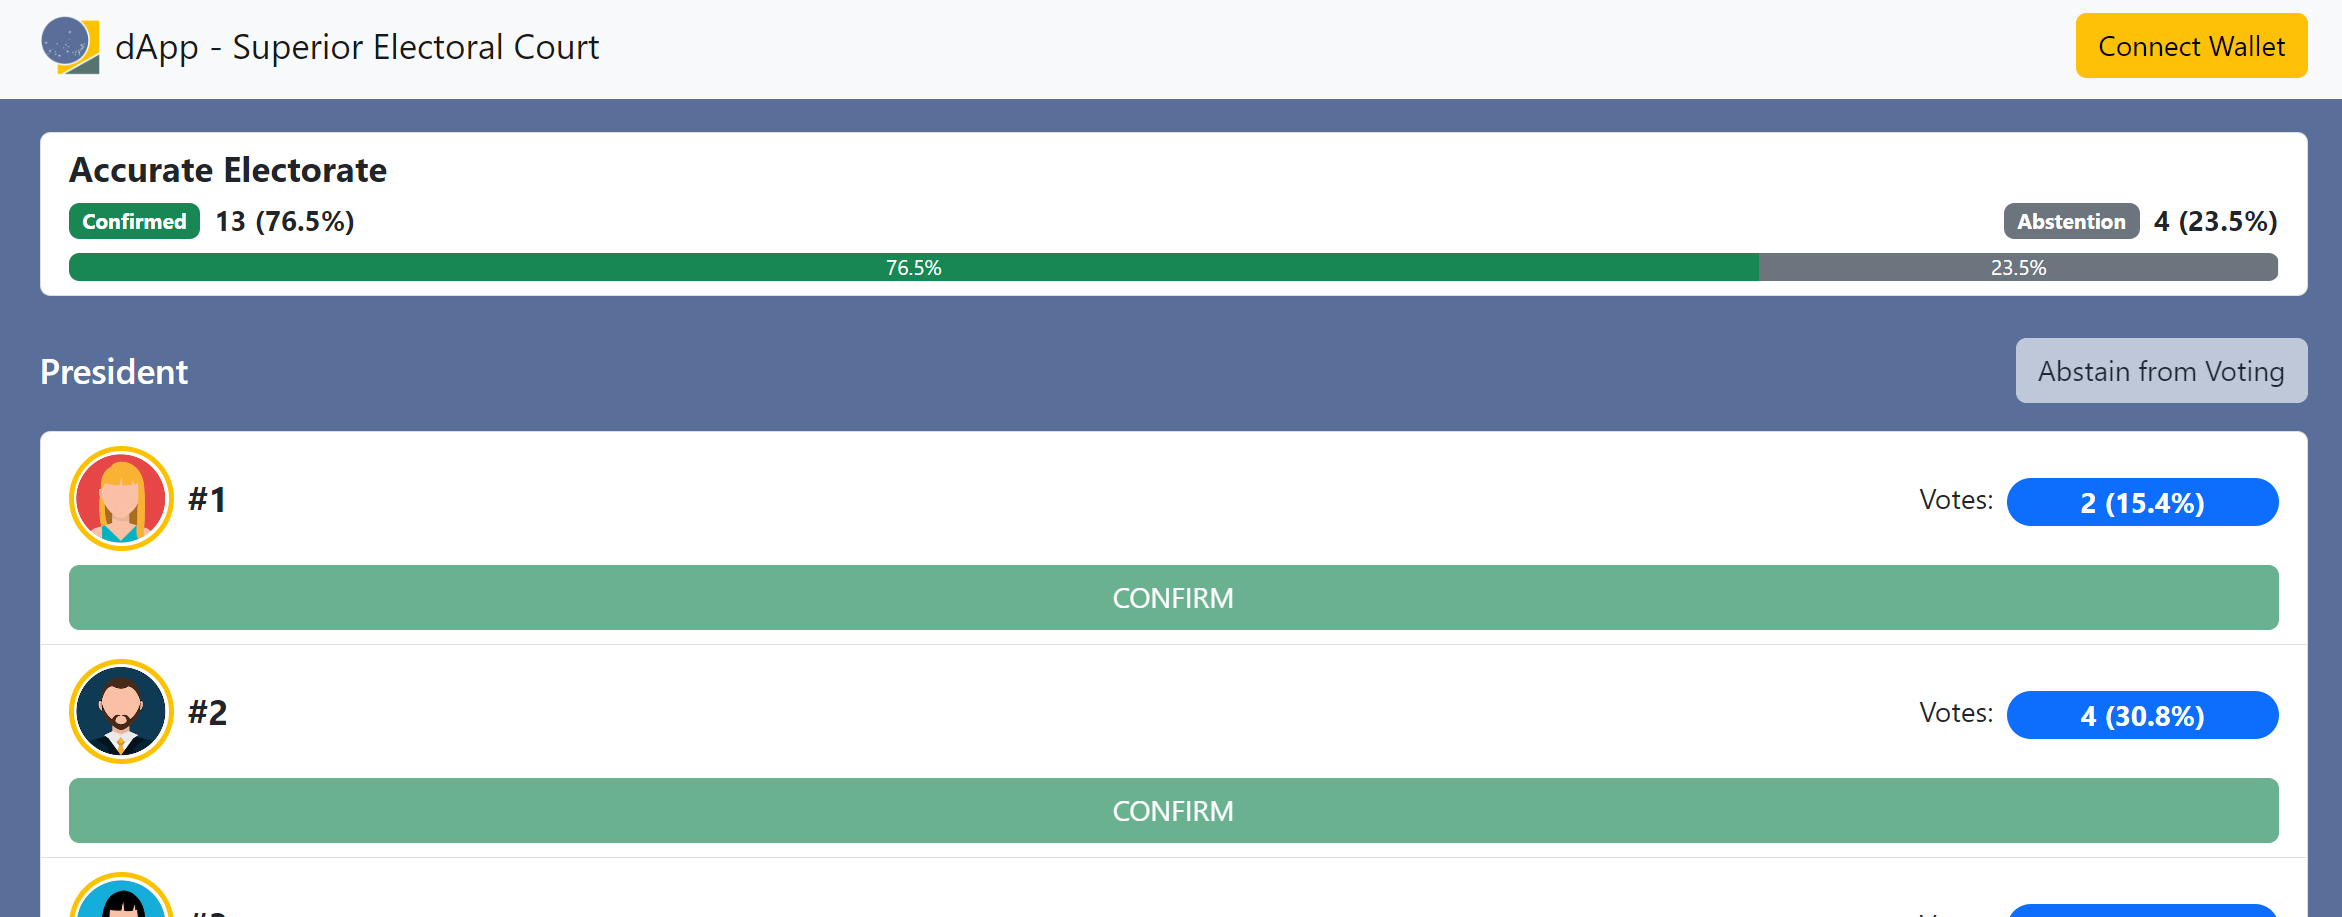 dApp - Superior Electoral Court
Connect Wallet
Accurate Electorate
Confirmed 13 (76.5%)
Abstention 4 (23.5%)
76.5%
23.5%
President
Abstain from Voting
#1
Votes: 2 (15.4%)
CONFIRM
#2
Votes: 4 (30.8%)
CONFIRM